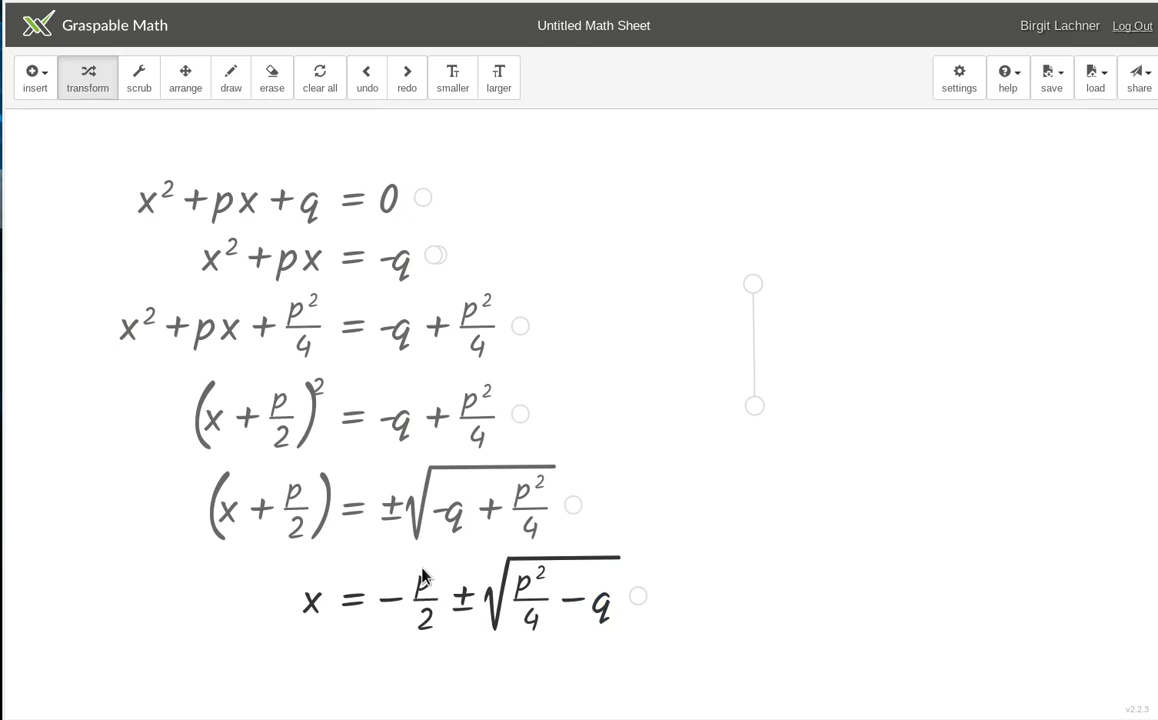 Graspable Math
Untitled Math Sheet
Birgit Lachner Log Out
insert transform scrub arrange draw erase clear all undo redo smaller larger settings help save load share
x² + px + q = 0
x² + px = -q
x² + px + p²/4 = -q + p²/4
(x + p/2)² = -q + p²/4
(x + p/2) = ±√(-q + p²/4)
x = − p/2 ± √(p²/4 − q)
v2.2.3